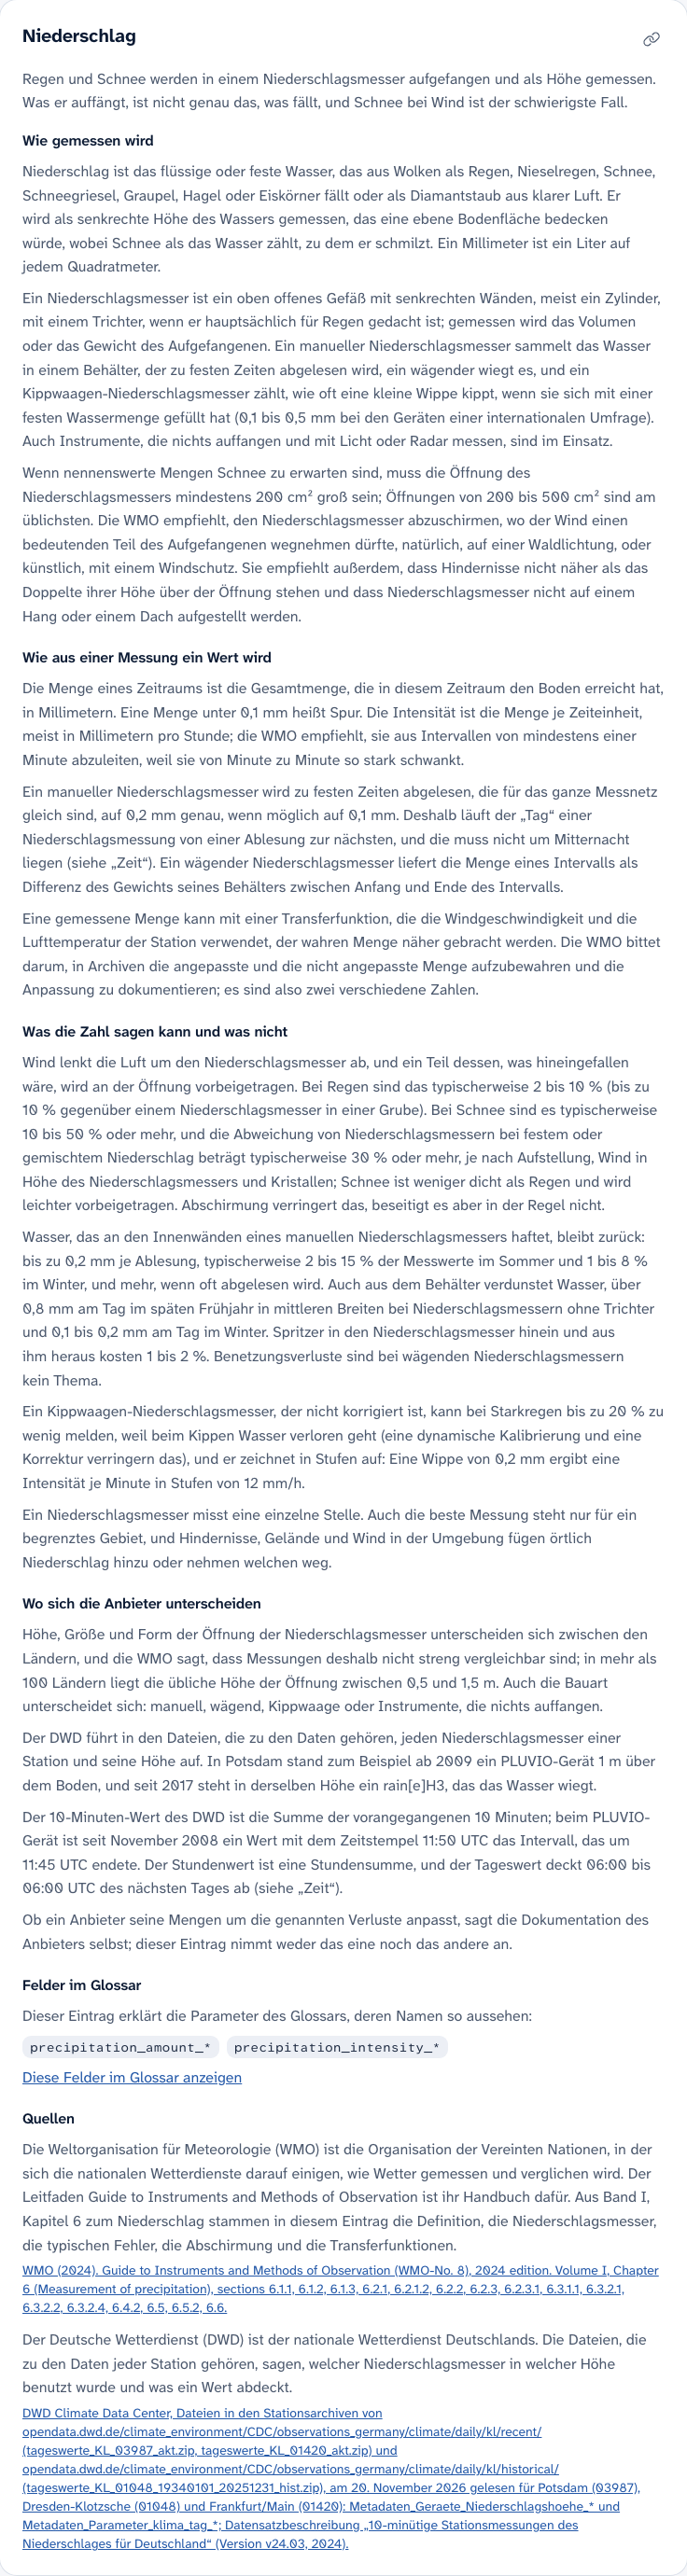 Niederschlag
Regen und Schnee werden in einem Niederschlagsmesser aufgefangen und als Höhe gemessen.
Was er auffängt, ist nicht genau das, was fällt, und Schnee bei Wind ist der schwierigste Fall.
Wie gemessen wird
Niederschlag ist das flüssige oder feste Wasser, das aus Wolken als Regen, Nieselregen, Schnee,
Schneegriesel, Graupel, Hagel oder Eiskörner fällt oder als Diamantstaub aus klarer Luft. Er
wird als senkrechte Höhe des Wassers gemessen, das eine ebene Bodenfläche bedecken
würde, wobei Schnee als das Wasser zählt, zu dem er schmilzt. Ein Millimeter ist ein Liter auf
jedem Quadratmeter.
Ein Niederschlagsmesser ist ein oben offenes Gefäß mit senkrechten Wänden, meist ein Zylinder,
mit einem Trichter, wenn er hauptsächlich für Regen gedacht ist; gemessen wird das Volumen
oder das Gewicht des Aufgefangenen. Ein manueller Niederschlagsmesser sammelt das Wasser
in einem Behälter, der zu festen Zeiten abgelesen wird, ein wägender wiegt es, und ein
Kippwaagen-Niederschlagsmesser zählt, wie oft eine kleine Wippe kippt, wenn sie sich mit einer
festen Wassermenge gefüllt hat (0,1 bis 0,5 mm bei den Geräten einer internationalen Umfrage).
Auch Instrumente, die nichts auffangen und mit Licht oder Radar messen, sind im Einsatz.
Wenn nennenswerte Mengen Schnee zu erwarten sind, muss die Öffnung des
Niederschlagsmessers mindestens 200 cm² groß sein; Öffnungen von 200 bis 500 cm² sind am
üblichsten. Die WMO empfiehlt, den Niederschlagsmesser abzuschirmen, wo der Wind einen
bedeutenden Teil des Aufgefangenen wegnehmen dürfte, natürlich, auf einer Waldlichtung, oder
künstlich, mit einem Windschutz. Sie empfiehlt außerdem, dass Hindernisse nicht näher als das
Doppelte ihrer Höhe über der Öffnung stehen und dass Niederschlagsmesser nicht auf einem
Hang oder einem Dach aufgestellt werden.
Wie aus einer Messung ein Wert wird
Die Menge eines Zeitraums ist die Gesamtmenge, die in diesem Zeitraum den Boden erreicht hat,
in Millimetern. Eine Menge unter 0,1 mm heißt Spur. Die Intensität ist die Menge je Zeiteinheit,
meist in Millimetern pro Stunde; die WMO empfiehlt, sie aus Intervallen von mindestens einer
Minute abzuleiten, weil sie von Minute zu Minute so stark schwankt.
Ein manueller Niederschlagsmesser wird zu festen Zeiten abgelesen, die für das ganze Messnetz
gleich sind, auf 0,2 mm genau, wenn möglich auf 0,1 mm. Deshalb läuft der „Tag“ einer
Niederschlagsmessung von einer Ablesung zur nächsten, und die muss nicht um Mitternacht
liegen (siehe „Zeit“). Ein wägender Niederschlagsmesser liefert die Menge eines Intervalls als
Differenz des Gewichts seines Behälters zwischen Anfang und Ende des Intervalls.
Eine gemessene Menge kann mit einer Transferfunktion, die die Windgeschwindigkeit und die
Lufttemperatur der Station verwendet, der wahren Menge näher gebracht werden. Die WMO bittet
darum, in Archiven die angepasste und die nicht angepasste Menge aufzubewahren und die
Anpassung zu dokumentieren; es sind also zwei verschiedene Zahlen.
Was die Zahl sagen kann und was nicht
Wind lenkt die Luft um den Niederschlagsmesser ab, und ein Teil dessen, was hineingefallen
wäre, wird an der Öffnung vorbeigetragen. Bei Regen sind das typischerweise 2 bis 10 % (bis zu
10 % gegenüber einem Niederschlagsmesser in einer Grube). Bei Schnee sind es typischerweise
10 bis 50 % oder mehr, und die Abweichung von Niederschlagsmessern bei festem oder
gemischtem Niederschlag beträgt typischerweise 30 % oder mehr, je nach Aufstellung, Wind in
Höhe des Niederschlagsmessers und Kristallen; Schnee ist weniger dicht als Regen und wird
leichter vorbeigetragen. Abschirmung verringert das, beseitigt es aber in der Regel nicht.
Wasser, das an den Innenwänden eines manuellen Niederschlagsmessers haftet, bleibt zurück:
bis zu 0,2 mm je Ablesung, typischerweise 2 bis 15 % der Messwerte im Sommer und 1 bis 8 %
im Winter, und mehr, wenn oft abgelesen wird. Auch aus dem Behälter verdunstet Wasser, über
0,8 mm am Tag im späten Frühjahr in mittleren Breiten bei Niederschlagsmessern ohne Trichter
und 0,1 bis 0,2 mm am Tag im Winter. Spritzer in den Niederschlagsmesser hinein und aus
ihm heraus kosten 1 bis 2 %. Benetzungsverluste sind bei wägenden Niederschlagsmessern
kein Thema.
Ein Kippwaagen-Niederschlagsmesser, der nicht korrigiert ist, kann bei Starkregen bis zu 20 % zu
wenig melden, weil beim Kippen Wasser verloren geht (eine dynamische Kalibrierung und eine
Korrektur verringern das), und er zeichnet in Stufen auf: Eine Wippe von 0,2 mm ergibt eine
Intensität je Minute in Stufen von 12 mm/h.
Ein Niederschlagsmesser misst eine einzelne Stelle. Auch die beste Messung steht nur für ein
begrenztes Gebiet, und Hindernisse, Gelände und Wind in der Umgebung fügen örtlich
Niederschlag hinzu oder nehmen welchen weg.
Wo sich die Anbieter unterscheiden
Höhe, Größe und Form der Öffnung der Niederschlagsmesser unterscheiden sich zwischen den
Ländern, und die WMO sagt, dass Messungen deshalb nicht streng vergleichbar sind; in mehr als
100 Ländern liegt die übliche Höhe der Öffnung zwischen 0,5 und 1,5 m. Auch die Bauart
unterscheidet sich: manuell, wägend, Kippwaage oder Instrumente, die nichts auffangen.
Der DWD führt in den Dateien, die zu den Daten gehören, jeden Niederschlagsmesser einer
Station und seine Höhe auf. In Potsdam stand zum Beispiel ab 2009 ein PLUVIO-Gerät 1 m über
dem Boden, und seit 2017 steht in derselben Höhe ein rain[e]H3, das das Wasser wiegt.
Der 10-Minuten-Wert des DWD ist die Summe der vorangegangenen 10 Minuten; beim PLUVIO-
Gerät ist seit November 2008 ein Wert mit dem Zeitstempel 11:50 UTC das Intervall, das um
11:45 UTC endete. Der Stundenwert ist eine Stundensumme, und der Tageswert deckt 06:00 bis
06:00 UTC des nächsten Tages ab (siehe „Zeit“).
Ob ein Anbieter seine Mengen um die genannten Verluste anpasst, sagt die Dokumentation des
Anbieters selbst; dieser Eintrag nimmt weder das eine noch das andere an.
Felder im Glossar
Dieser Eintrag erklärt die Parameter des Glossars, deren Namen so aussehen:
precipitation_amount_* precipitation_intensity_*
Diese Felder im Glossar anzeigen
Quellen
Die Weltorganisation für Meteorologie (WMO) ist die Organisation der Vereinten Nationen, in der
sich die nationalen Wetterdienste darauf einigen, wie Wetter gemessen und verglichen wird. Der
Leitfaden Guide to Instruments and Methods of Observation ist ihr Handbuch dafür. Aus Band I,
Kapitel 6 zum Niederschlag stammen in diesem Eintrag die Definition, die Niederschlagsmesser,
die typischen Fehler, die Abschirmung und die Transferfunktionen.
WMO (2024). Guide to Instruments and Methods of Observation (WMO-No. 8), 2024 edition. Volume I, Chapter
6 (Measurement of precipitation), sections 6.1.1, 6.1.2, 6.1.3, 6.2.1, 6.2.1.2, 6.2.2, 6.2.3, 6.2.3.1, 6.3.1.1, 6.3.2.1,
6.3.2.2, 6.3.2.4, 6.4.2, 6.5, 6.5.2, 6.6.
Der Deutsche Wetterdienst (DWD) ist der nationale Wetterdienst Deutschlands. Die Dateien, die
zu den Daten jeder Station gehören, sagen, welcher Niederschlagsmesser in welcher Höhe
benutzt wurde und was ein Wert abdeckt.
DWD Climate Data Center, Dateien in den Stationsarchiven von
opendata.dwd.de/climate_environment/CDC/observations_germany/climate/daily/kl/recent/
(tageswerte_KL_03987_akt.zip, tageswerte_KL_01420_akt.zip) und
opendata.dwd.de/climate_environment/CDC/observations_germany/climate/daily/kl/historical/
(tageswerte_KL_01048_19340101_20251231_hist.zip), am 20. November 2026 gelesen für Potsdam (03987),
Dresden-Klotzsche (01048) und Frankfurt/Main (01420): Metadaten_Geraete_Niederschlagshoehe_* und
Metadaten_Parameter_klima_tag_*; Datensatzbeschreibung „10-minütige Stationsmessungen des
Niederschlages für Deutschland“ (Version v24.03, 2024).